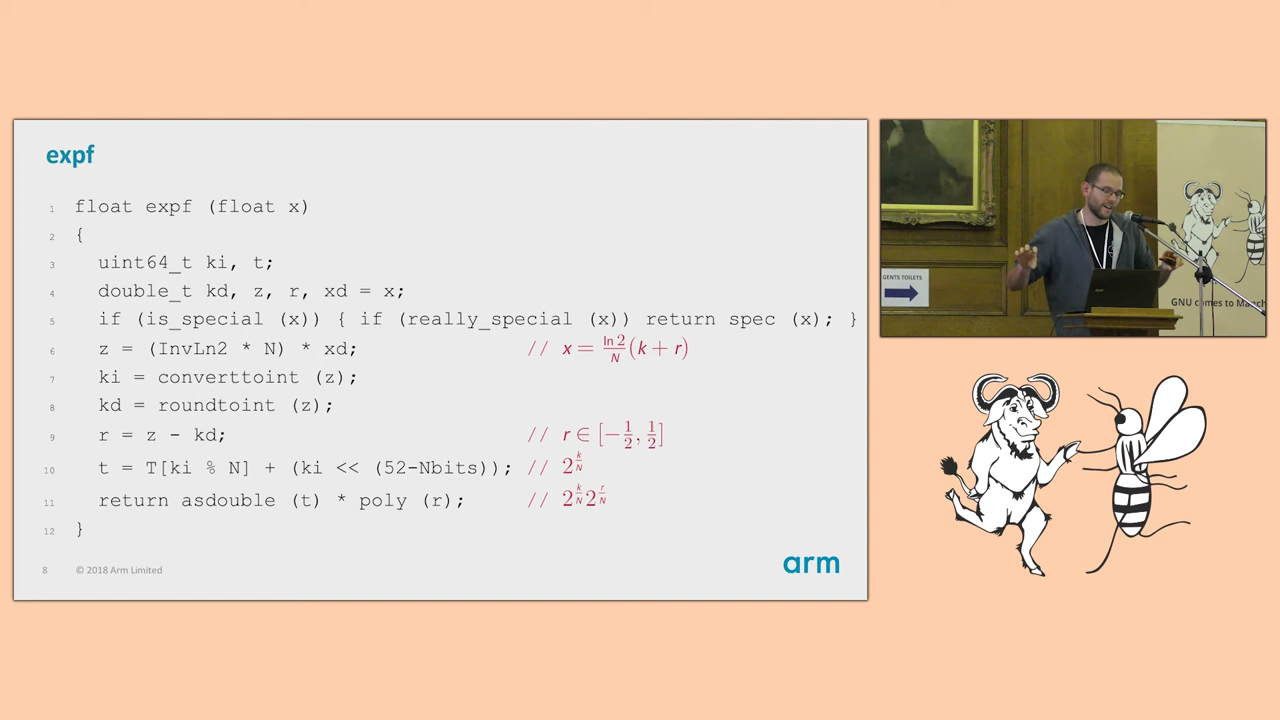 expf
1 float expf (float x)
2 {
3 uint64_t ki, t;
4 double_t kd, z, r, xd = x;
5 if (is_special (x)) { if (really_special (x)) return spec (x); }
6 z = (InvLn2 * N) * xd; // x = ln 2/N (k + r)
7 ki = converttoint (z);
8 kd = roundtoint (z);
9 r = z - kd; // r ∈ [−1/2, 1/2]
10 t = T[ki % N] + (ki << (52-Nbits)); // 2^(k/N)
11 return asdouble (t) * poly (r); // 2^(k/N) 2^(r/N)
12 }
8 © 2018 Arm Limited
arm
GENTS TOILETS
GNU comes to